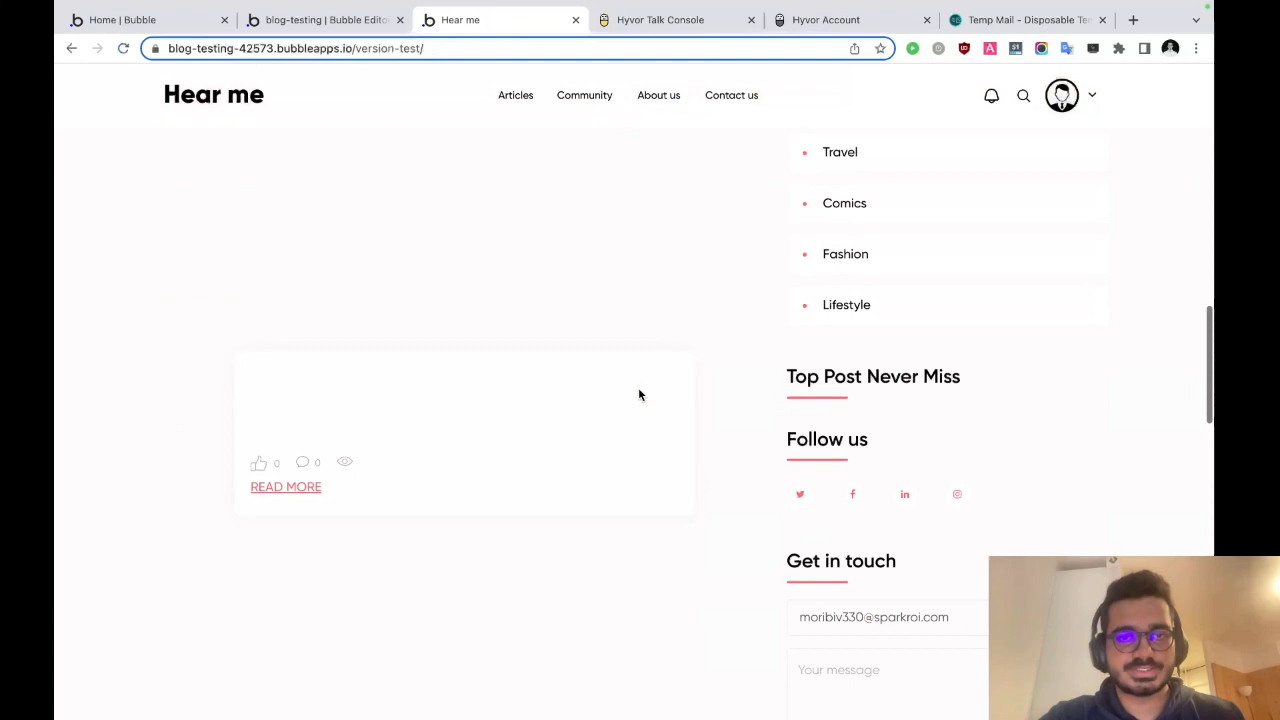 Home | Bubble
blog-testing | Bubble Edito
Hear me
Hyvor Talk Console
Hyvor Account
Temp Mail - Disposable Te
blog-testing-42573.bubbleapps.io/version-test/
Hear me
Articles
Community
About us
Contact us
Travel
Comics
Fashion
Lifestyle
0
0
READ MORE
Top Post Never Miss
Follow us
Get in touch
moribiv330@sparkroi.com
Your message